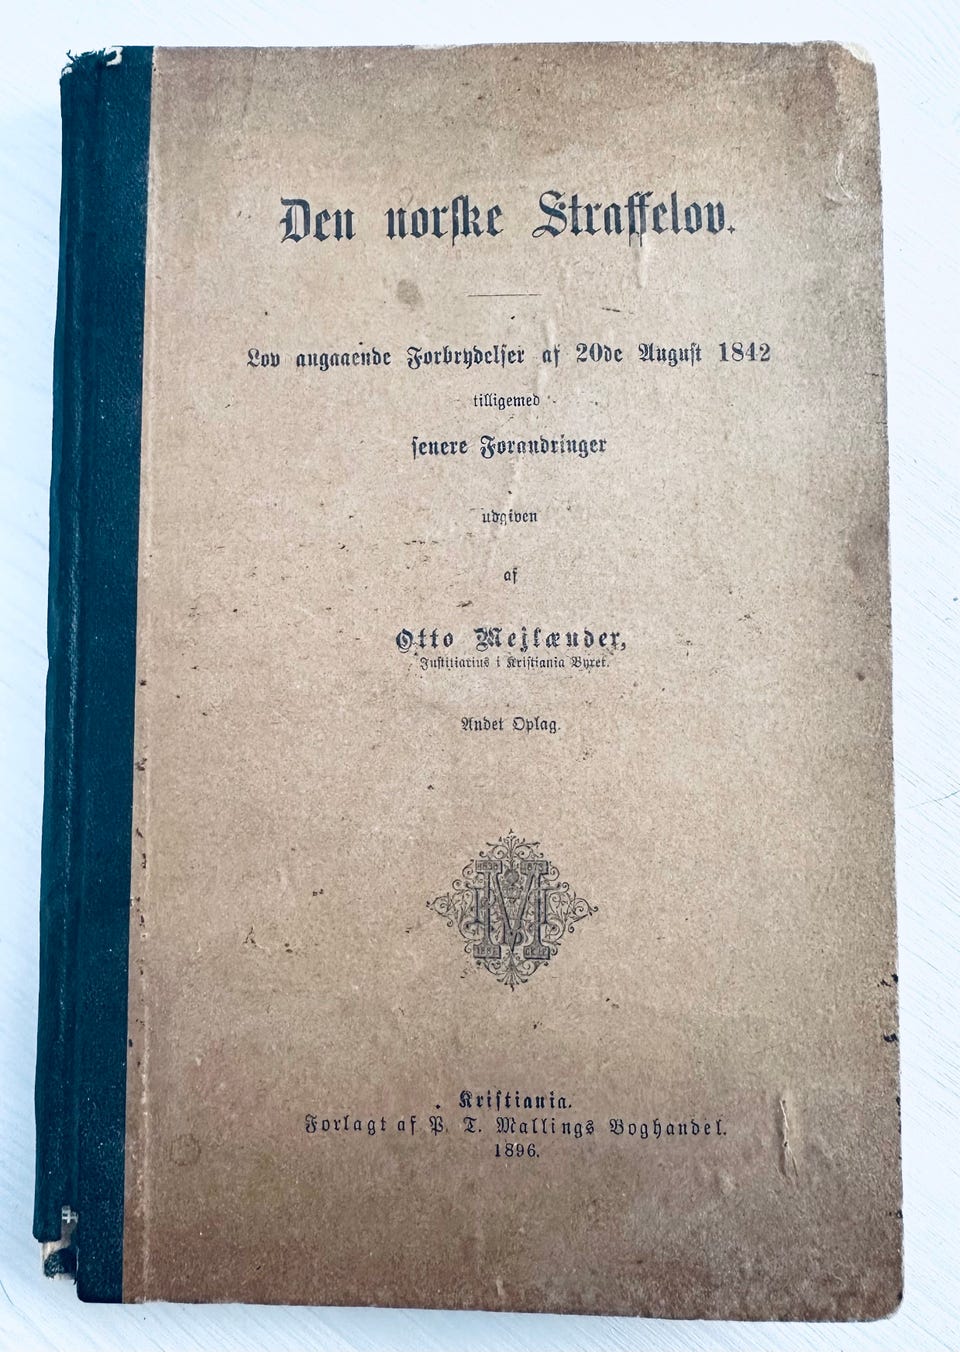 Den norske Straffelov.
Lov angaaende Forbrydelser af 20de August 1842
tilligemed
senere Forandringer
udgiven
af
Otto Mejlænder,
Justitiarius i Kristiania Byret.
Andet Oplag.
M
Kristiania.
Forlagt af P. T. Mallings Boghandel.
1896.